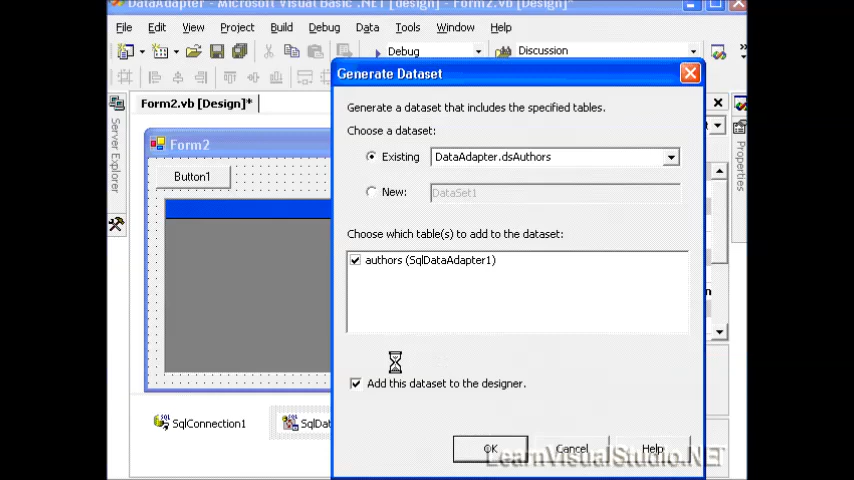 DataAdapter - Microsoft Visual Basic .NET [design] - Form2.vb [Design]*
File Edit View Project Build Debug Data Tools Window Help
Debug
Discussion
Form2.vb [Design]*
Server Explorer
Properties
Form2
Button1
Generate Dataset
Generate a dataset that includes the specified tables.
Choose a dataset:
Existing
DataAdapter.dsAuthors
New:
DataSet1
Choose which table(s) to add to the dataset:
authors (SqlDataAdapter1)
Add this dataset to the designer.
SqlConnection1
SqlDat
OK
Cancel
Help
LearnVisualStudio.NET